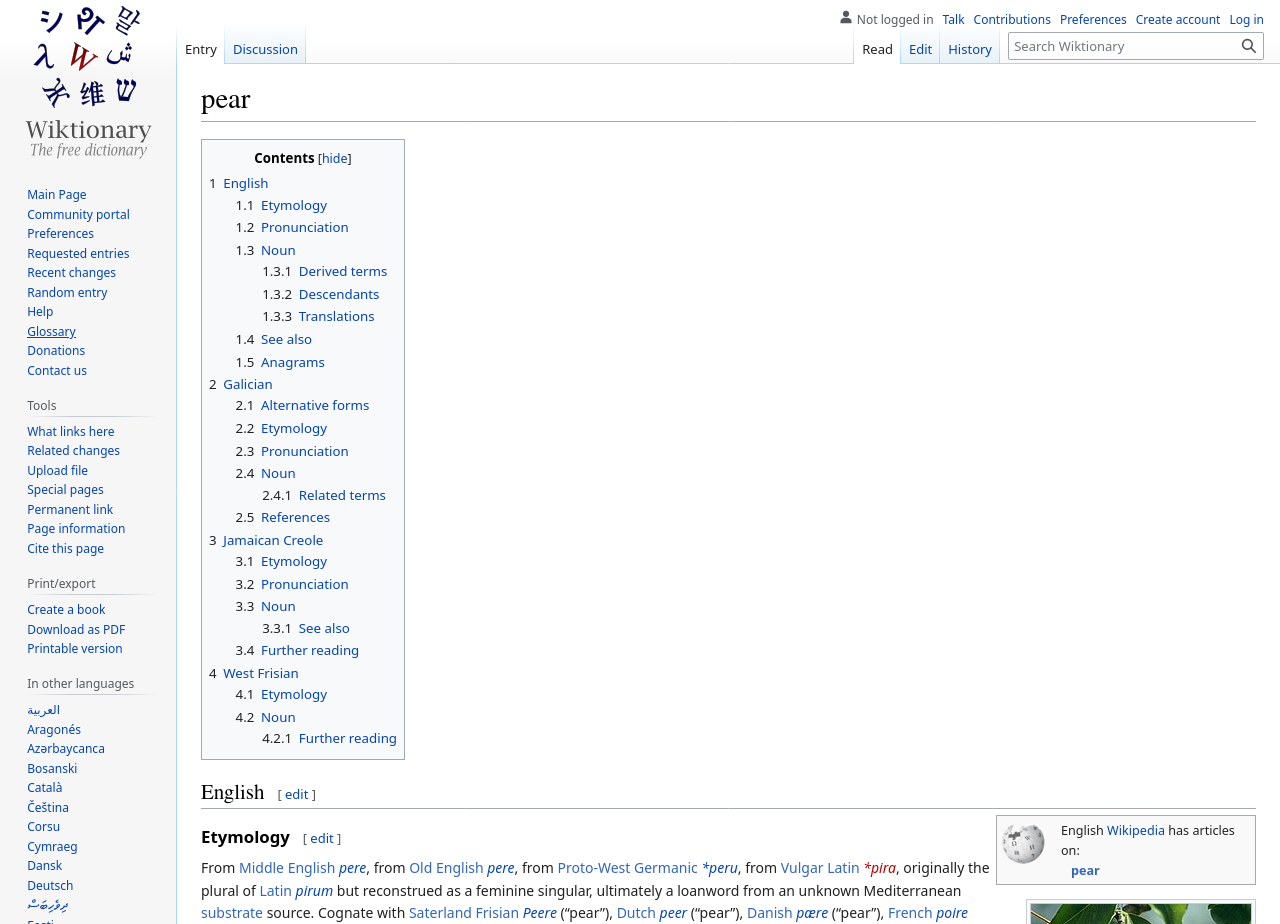 Not logged in Talk Contributions Preferences Create account Log in
Entry Discussion Read Edit History Search Wiktionary
Wiktionary
The free dictionary
Main Page
Community portal
Preferences
Requested entries
Recent changes
Random entry
Help
Glossary
Donations
Contact us
Tools
What links here
Related changes
Upload file
Special pages
Permanent link
Page information
Cite this page
Print/export
Create a book
Download as PDF
Printable version
In other languages
العربية
Aragonés
Azərbaycanca
Bosanski
Català
Čeština
Corsu
Cymraeg
Dansk
Deutsch
ދިވެހިބަސް
pear
Contents [hide]
1 English
1.1 Etymology
1.2 Pronunciation
1.3 Noun
1.3.1 Derived terms
1.3.2 Descendants
1.3.3 Translations
1.4 See also
1.5 Anagrams
2 Galician
2.1 Alternative forms
2.2 Etymology
2.3 Pronunciation
2.4 Noun
2.4.1 Related terms
2.5 References
3 Jamaican Creole
3.1 Etymology
3.2 Pronunciation
3.3 Noun
3.3.1 See also
3.4 Further reading
4 West Frisian
4.1 Etymology
4.2 Noun
4.2.1 Further reading
English [ edit ]
Etymology [ edit ]
From Middle English pere, from Old English pere, from Proto-West Germanic *peru, from Vulgar Latin *pira, originally the
plural of Latin pirum but reconstrued as a feminine singular, ultimately a loanword from an unknown Mediterranean
substrate source. Cognate with Saterland Frisian Peere (“pear”), Dutch peer (“pear”), Danish pære (“pear”), French poire
English Wikipedia has articles
on:
pear